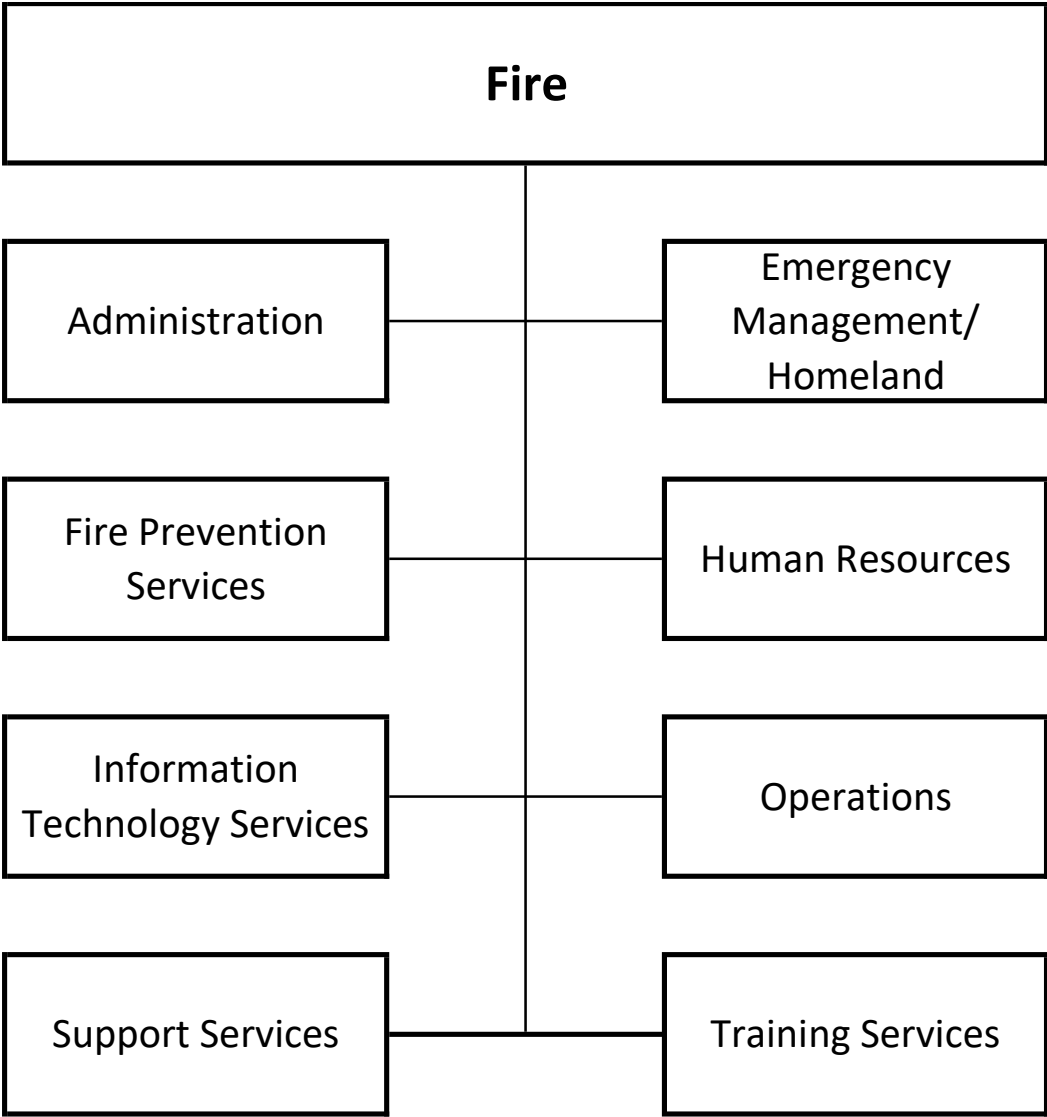 Fire
Administration
Emergency
Management/
Homeland
Fire Prevention
Services
Human Resources
Information
Technology Services
Operations
Support Services
Training Services